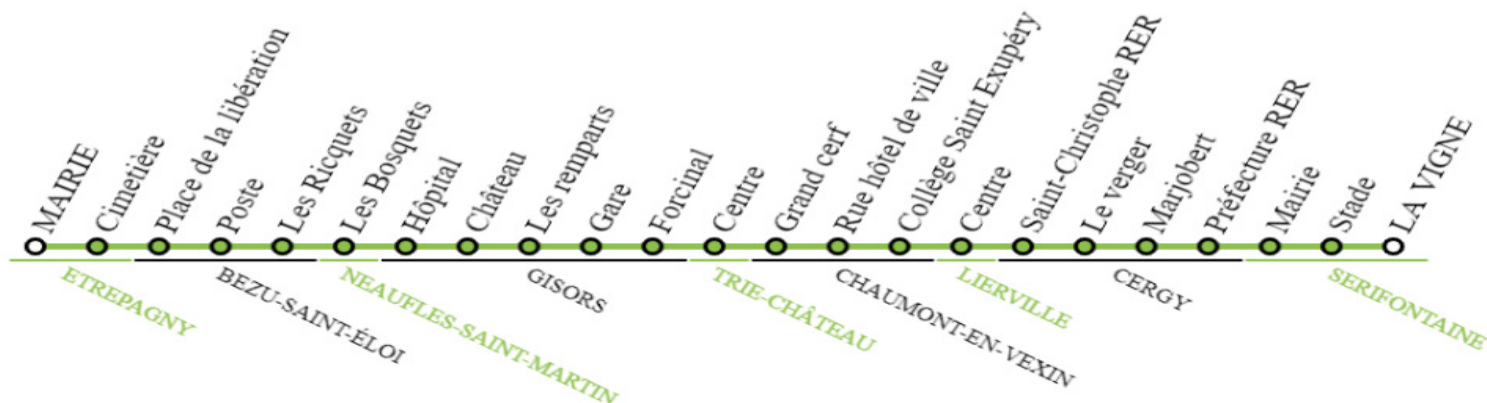 MAIRIE
Cimetière
Place de la libération
Poste
Les Ricquets
Les Bosquets
Hôpital
Château
Les remparts
Gare
Forcinal
Centre
Grand cerf
Rue hôtel de ville
Collège Saint Exupéry
Centre
Saint-Christophe RER
Le verger
Marjobert
Préfecture RER
Mairie
Stade
LA VIGNE
ETREPAGNY
BEZU-SAINT-ÉLOI
NEAUFLES-SAINT-MARTIN
GISORS
TRIE-CHÂTEAU
CHAUMONT-EN-VEXIN
LIERVILLE
CERGY
SERIFONTAINE